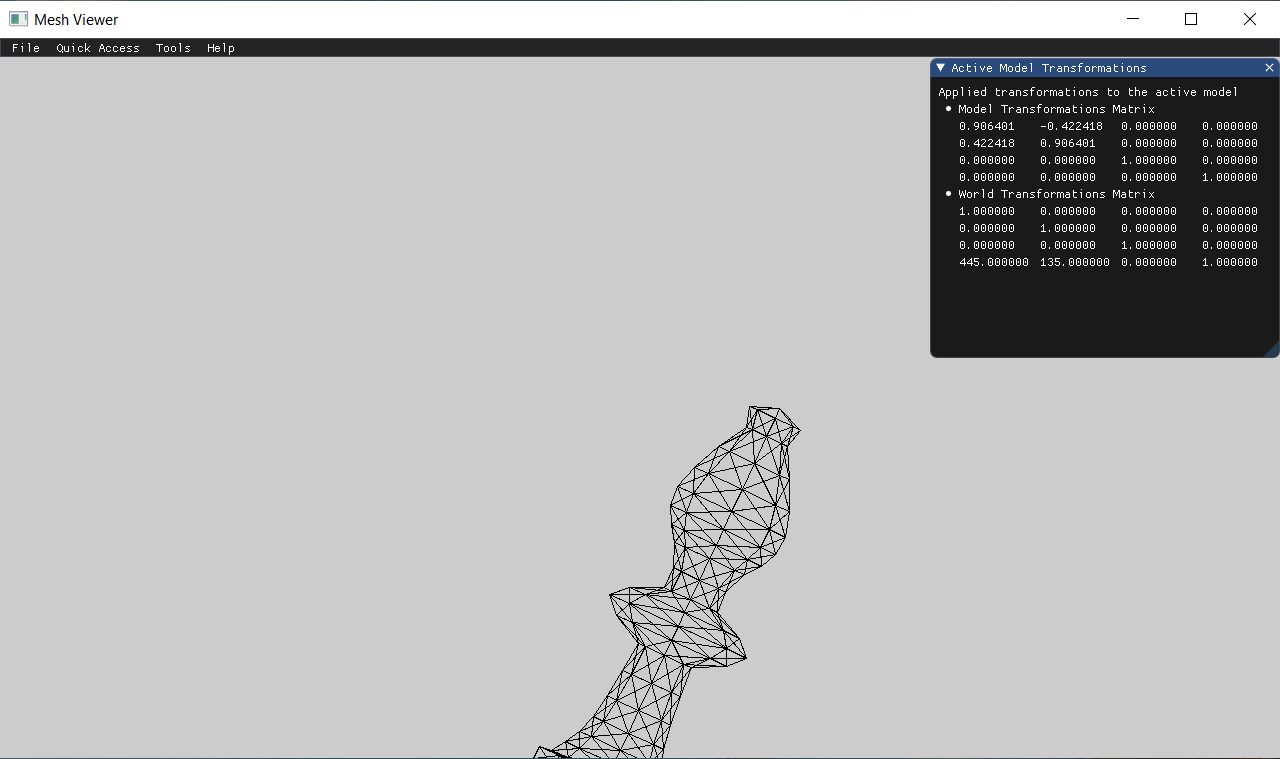 Mesh Viewer
File Quick Access Tools Help
Active Model Transformations
Applied transformations to the active model
Model Transformations Matrix
0.906401 -0.422418 0.000000 0.000000
0.422418 0.906401 0.000000 0.000000
0.000000 0.000000 1.000000 0.000000
0.000000 0.000000 0.000000 1.000000
World Transformations Matrix
1.000000 0.000000 0.000000 0.000000
0.000000 1.000000 0.000000 0.000000
0.000000 0.000000 1.000000 0.000000
445.000000 135.000000 0.000000 1.000000